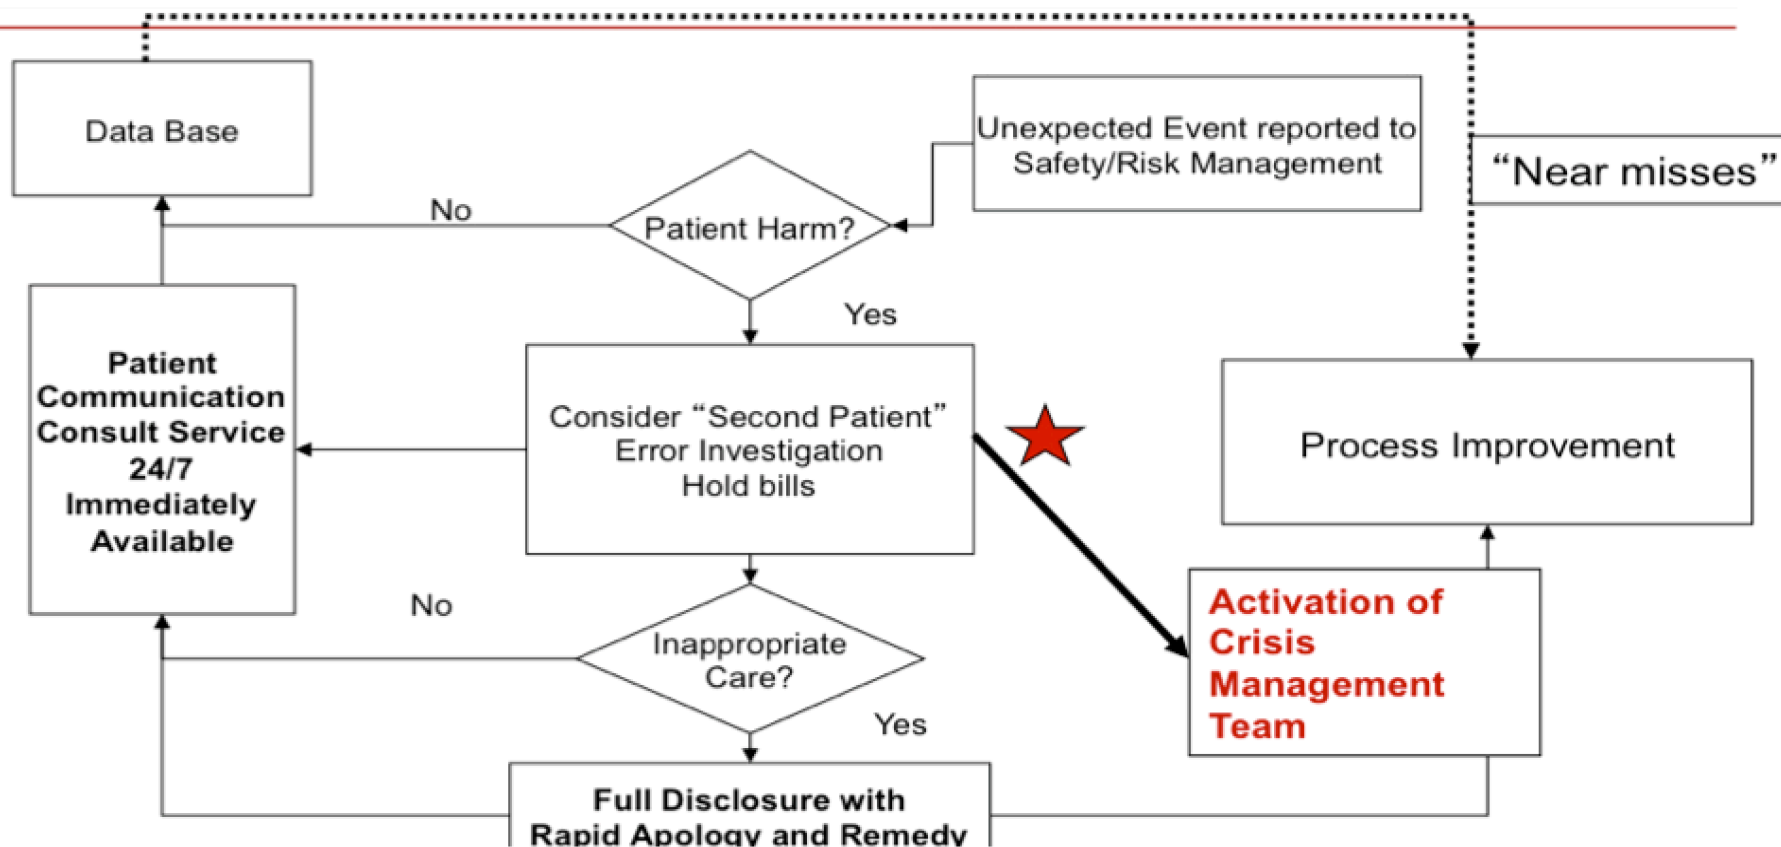 Data Base
Unexpected Event reported to
Safety/Risk Management
“Near misses”
No
Patient Harm?
Yes
Patient
Communication
Consult Service
24/7
Immediately
Available
Consider “Second Patient”
Error Investigation
Hold bills
Process Improvement
No
Inappropriate
Care?
Yes
Activation of
Crisis
Management
Team
Full Disclosure with
Rapid Apology and Remedy